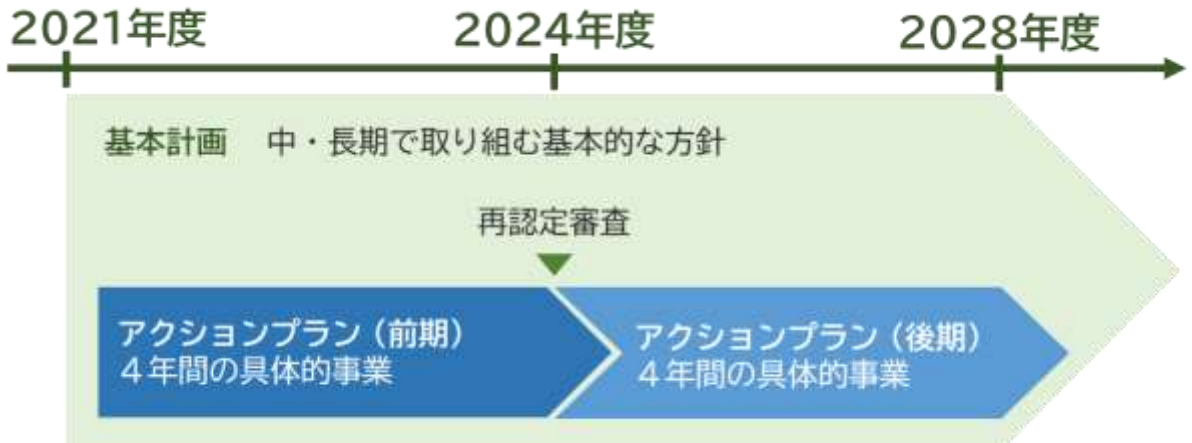 2021年度 2024年度 2028年度
基本計画 中・長期で取り組む基本的な方針
再認定審査
アクションプラン（前期）
４年間の具体的事業
アクションプラン（後期）
４年間の具体的事業